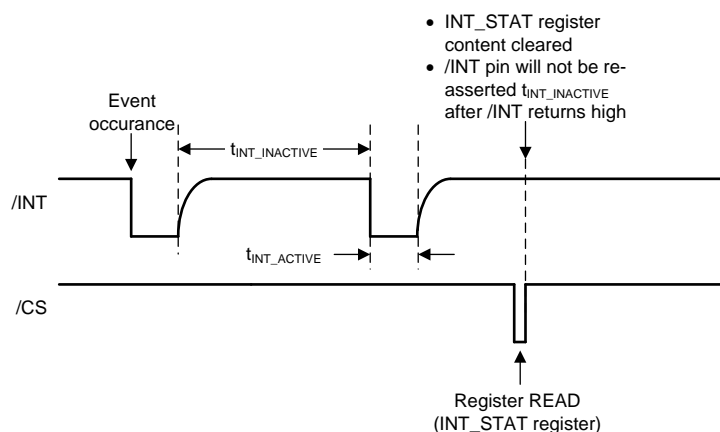 • INT_STAT register
content cleared
• /INT pin will not be re-
asserted tINT_INACTIVE
after /INT returns high
Event
occurance
tINT_INACTIVE
/INT
tINT_ACTIVE
/CS
Register READ
(INT_STAT register)